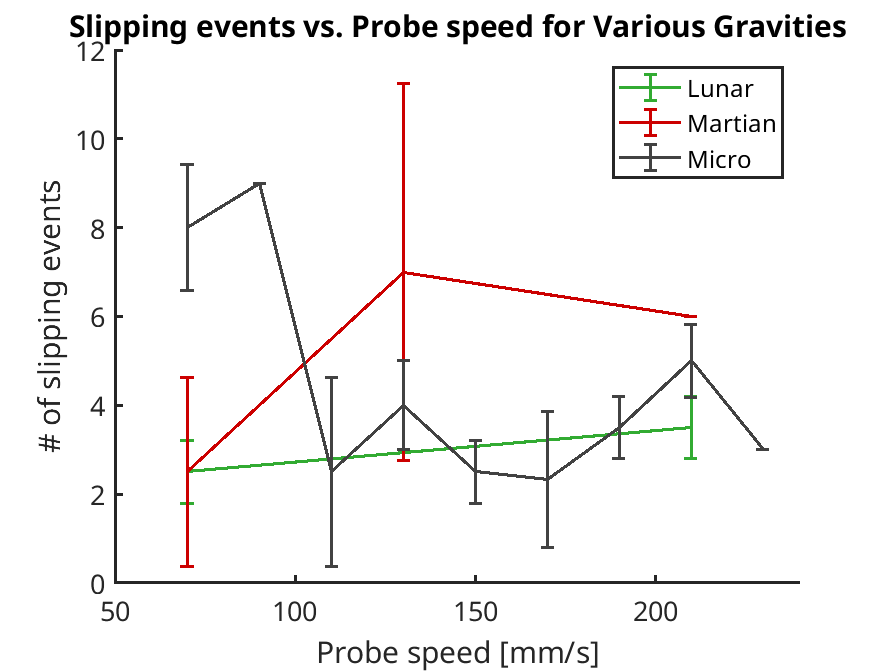 Slipping events vs. Probe speed for Various Gravities
12
10
8
6
4
2
0
# of slipping events
Lunar
Martian
Micro
50
100
150
200
Probe speed [mm/s]